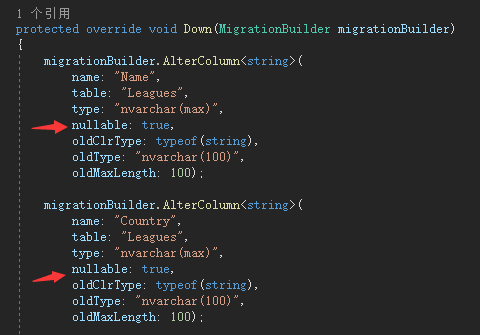 1 个引用
protected override void Down(MigrationBuilder migrationBuilder)
{
migrationBuilder.AlterColumn<string>(
name: "Name",
table: "Leagues",
type: "nvarchar(max)",
nullable: true,
oldClrType: typeof(string),
oldType: "nvarchar(100)",
oldMaxLength: 100);
migrationBuilder.AlterColumn<string>(
name: "Country",
table: "Leagues",
type: "nvarchar(max)",
nullable: true,
oldClrType: typeof(string),
oldType: "nvarchar(100)",
oldMaxLength: 100);